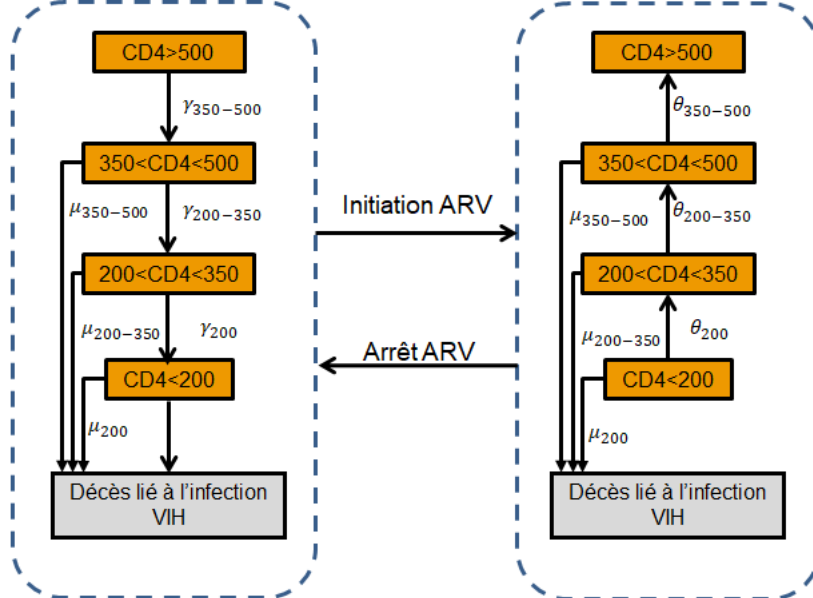 CD4>500
γ350−500
350<CD4<500
μ350−500
γ200−350
200<CD4<350
μ200−350
γ200
CD4<200
μ200
Décès lié à l’infection
VIH
Initiation ARV
Arrêt ARV
CD4>500
θ350−500
350<CD4<500
μ350−500
θ200−350
200<CD4<350
μ200−350
θ200
CD4<200
μ200
Décès lié à l’infection
VIH